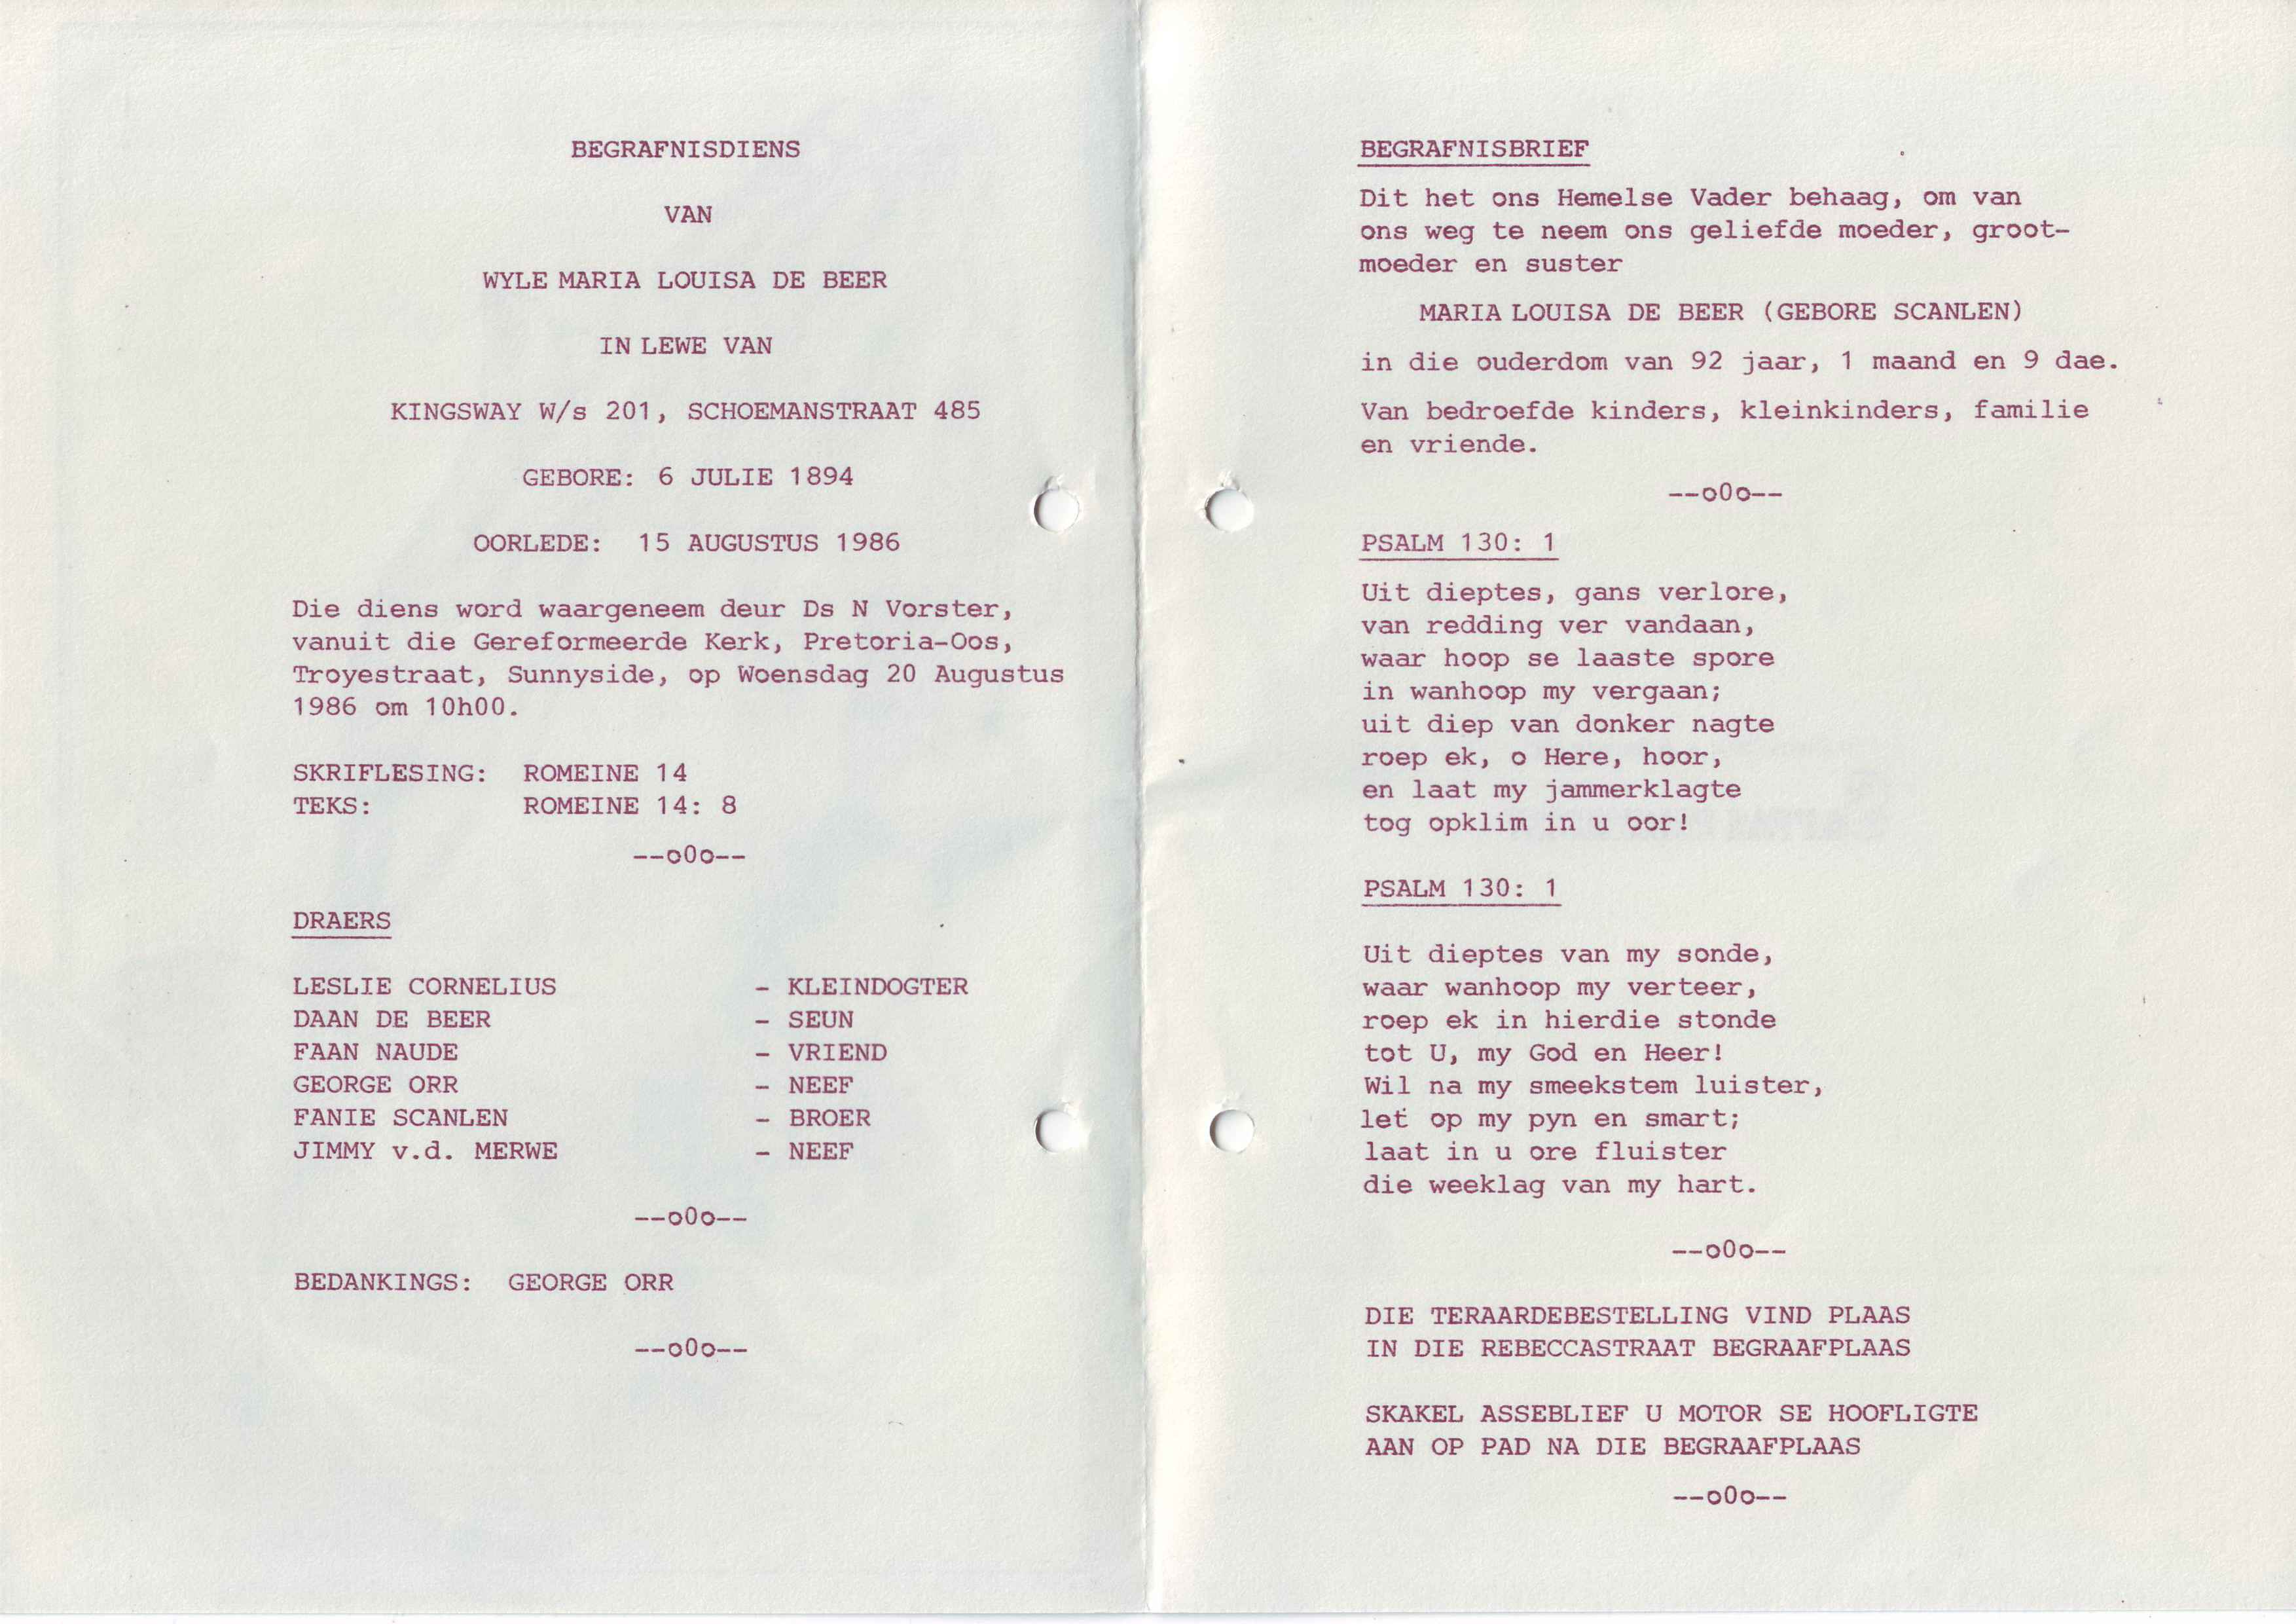 BEGRAFNISDIENS
VAN
WYLE MARIA LOUISA DE BEER
IN LEWE VAN
KINGSWAY W/s 201, SCHOEMANSTRAAT 485
GEBORE: 6 JULIE 1894
OORLEDE: 15 AUGUSTUS 1986
Die diens word waargeneem deur Ds N Vorster,
vanuit die Gereformeerde Kerk, Pretoria-Oos,
Troyestraat, Sunnyside, op Woensdag 20 Augustus
1986 om 10h00.
SKRIFLESING: ROMEINE 14
TEKS: ROMEINE 14: 8
--oOo--
DRAERS
LESLIE CORNELIUS - KLEINDOGTER
DAAN DE BEER - SEUN
FAAN NAUDE - VRIEND
GEORGE ORR - NEEF
FANIE SCANLEN - BROER
JIMMY v.d. MERWE - NEEF
--oOo--
BEDANKINGS: GEORGE ORR
--oOo--
BEGRAFNISBRIEF
Dit het ons Hemelse Vader behaag, om van
ons weg te neem ons geliefde moeder, groot-
moeder en suster
MARIA LOUISA DE BEER (GEBORE SCANLEN)
in die ouderdom van 92 jaar, 1 maand en 9 dae.
Van bedroefde kinders, kleinkinders, familie
en vriende.
--oOo--
PSALM 130: 1
Uit dieptes, gans verlore,
van redding ver vandaan,
waar hoop se laaste spore
in wanhoop my vergaan;
uit diep van donker nagte
roep ek, o Here, hoor,
en laat my jammerklagte
tog opklim in u oor!
PSALM 130: 1
Uit dieptes van my sonde,
waar wanhoop my verteer,
roep ek in hierdie stonde
tot U, my God en Heer!
Wil na my smeekstem luister,
let op my pyn en smart;
laat in u ore fluister
die weeklag van my hart.
--oOo--
DIE TERAARDEBESTELLING VIND PLAAS
IN DIE REBECCASTRAAT BEGRAAFPLAAS
SKAKEL ASSEBLIEF U MOTOR SE HOOFLIGTE
AAN OP PAD NA DIE BEGRAAFPLAAS
--oOo--